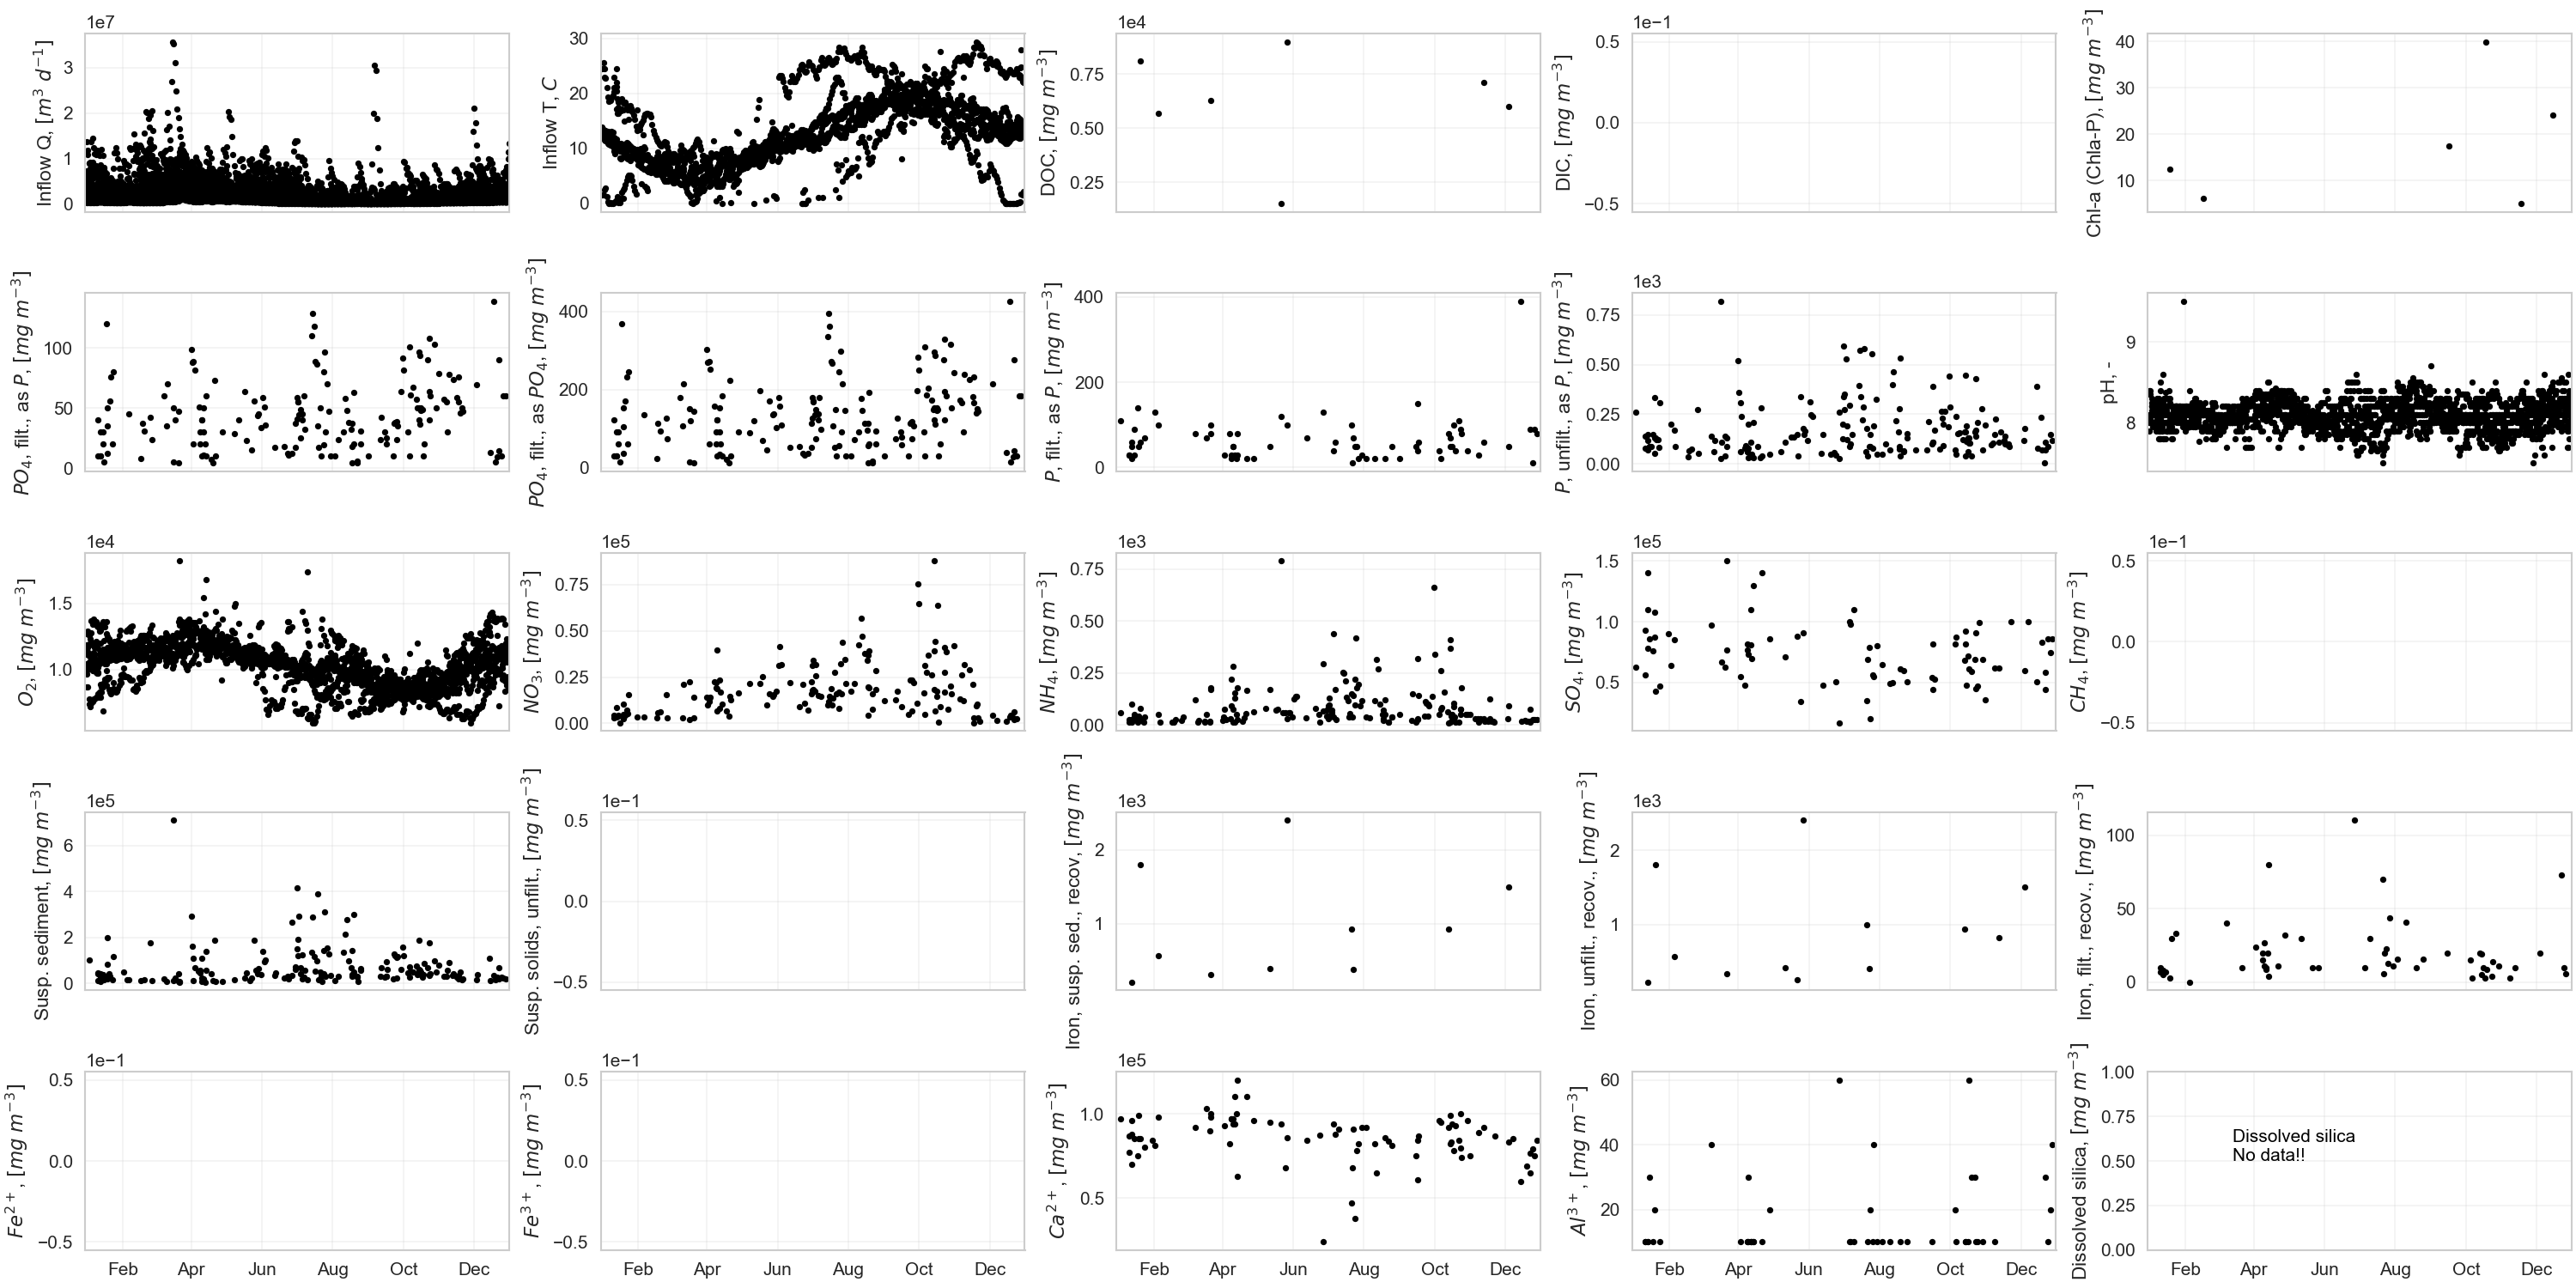 1e7
Inflow Q, [m³ d⁻¹]
3
2
1
0
Inflow T, C
30
20
10
0
1e4
DOC, [mg m⁻³]
0.75
0.50
0.25
1e−1
DIC, [mg m⁻³]
0.5
0.0
−0.5
Chl-a (Chla-P), [mg m⁻³]
40
30
20
10
PO₄, filt., as P, [mg m⁻³]
100
50
0
PO₄, filt., as PO₄, [mg m⁻³]
400
200
0
P, filt., as P, [mg m⁻³]
400
200
0
1e3
P, unfilt., as P, [mg m⁻³]
0.75
0.50
0.25
0.00
pH, -
9
8
1e4
O₂, [mg m⁻³]
1.5
1.0
1e5
NO₃, [mg m⁻³]
0.75
0.50
0.25
0.00
1e3
NH₄, [mg m⁻³]
0.75
0.50
0.25
0.00
1e5
SO₄, [mg m⁻³]
1.5
1.0
0.5
1e−1
CH₄, [mg m⁻³]
0.5
0.0
−0.5
1e5
Susp. sediment, [mg m⁻³]
6
4
2
0
1e−1
Susp. solids, unfilt., [mg m⁻³]
0.5
0.0
−0.5
1e3
Iron, susp. sed., recov, [mg m⁻³]
2
1
1e3
Iron, unfilt., recov., [mg m⁻³]
2
1
Iron, filt., recov., [mg m⁻³]
100
50
0
1e−1
Fe²⁺, [mg m⁻³]
0.5
0.0
−0.5
Feb Apr Jun Aug Oct Dec
1e−1
Fe³⁺, [mg m⁻³]
0.5
0.0
−0.5
Feb Apr Jun Aug Oct Dec
1e5
Ca²⁺, [mg m⁻³]
1.0
0.5
Feb Apr Jun Aug Oct Dec
Al³⁺, [mg m⁻³]
60
40
20
Feb Apr Jun Aug Oct Dec
Dissolved silica, [mg m⁻³]
1.00
0.75
0.50
0.25
0.00
Dissolved silica
No data!!
Feb Apr Jun Aug Oct Dec